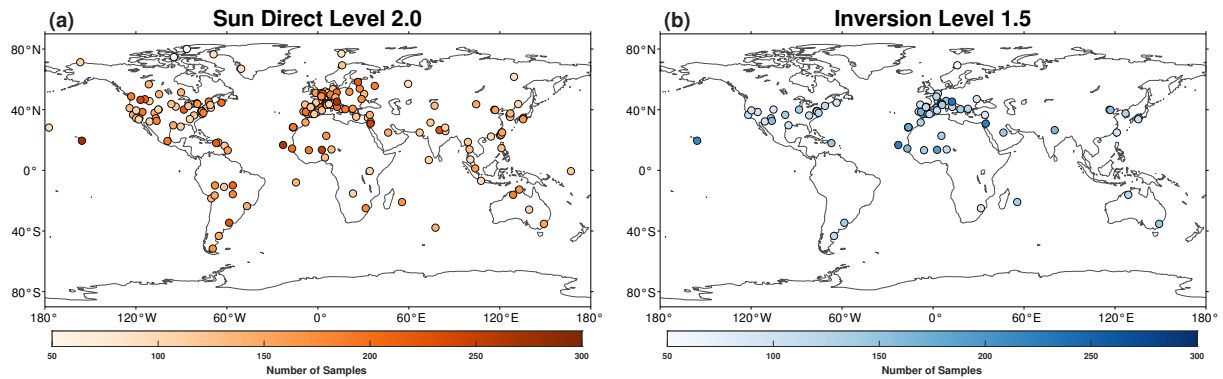 (a) Sun Direct Level 2.0
80°N
40°N
0°
40°S
80°S
180°W 120°W 60°W 0° 60°E 120°E 180°E
50 100 150 200 250 300
Number of Samples
(b) Inversion Level 1.5
80°N
40°N
0°
40°S
80°S
180°W 120°W 60°W 0° 60°E 120°E 180°E
50 100 150 200 250 300
Number of Samples